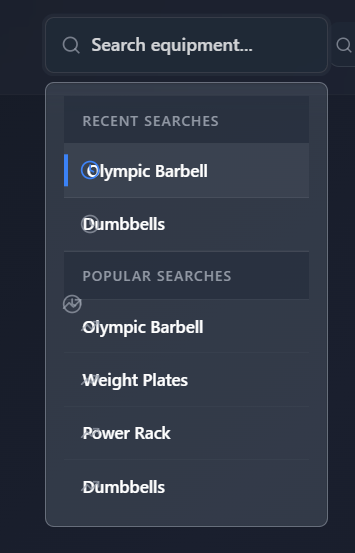 Search equipment...
RECENT SEARCHES
Olympic Barbell
Dumbbells
POPULAR SEARCHES
Olympic Barbell
Weight Plates
Power Rack
Dumbbells